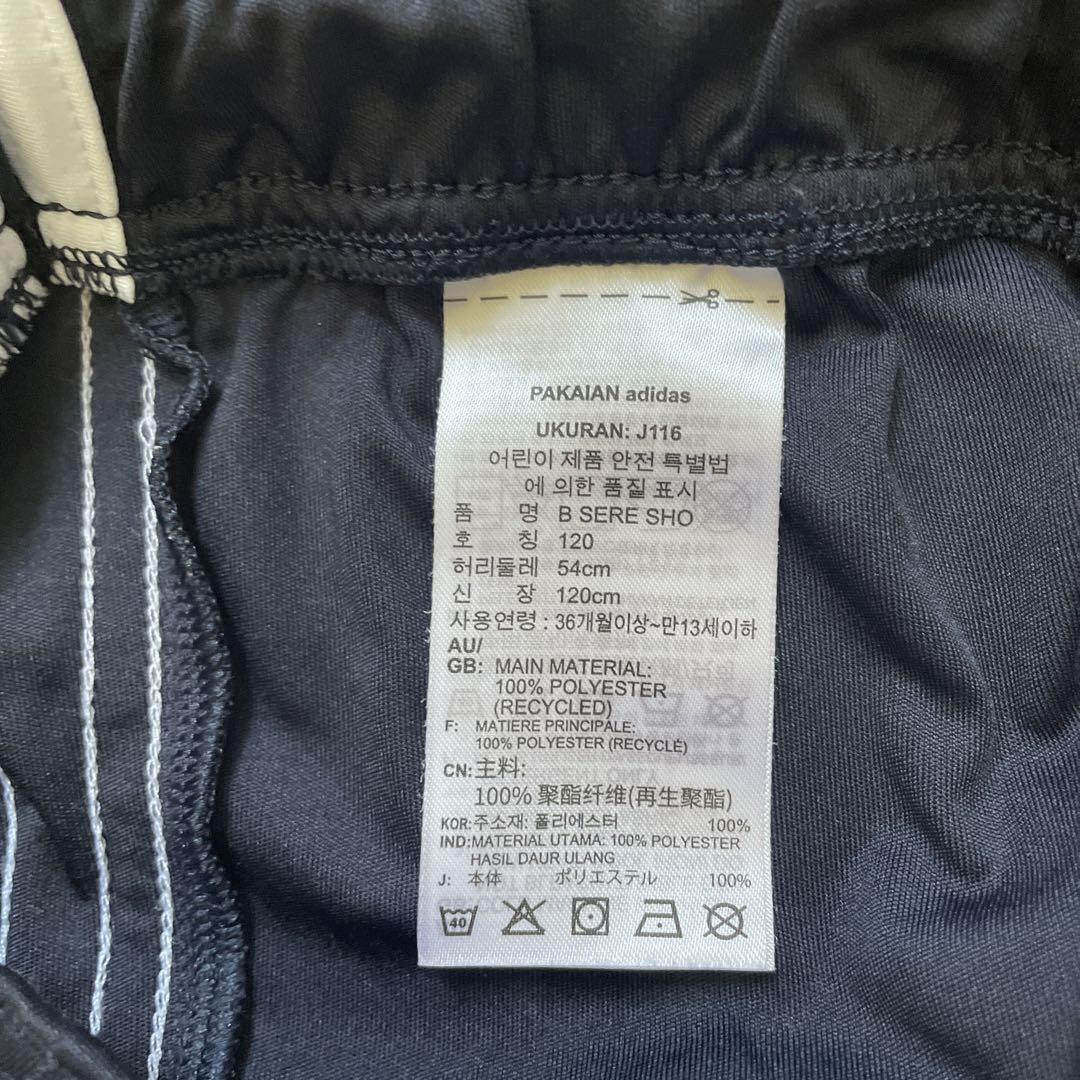 PAKAIAN adidas
UKURAN: J116
어린이 제품 안전 특별법
에 의한 품질 표시
품 명 B SERE SHO
호 칭 120
허리둘레 54cm
신 장 120cm
사용연령 : 36개월이상~만13세이하
AU/
GB: MAIN MATERIAL:
100% POLYESTER
(RECYCLED)
F: MATIERE PRINCIPALE:
100% POLYESTER (RECYCLÉ)
CN:主料:
100% 聚酯纤维(再生聚酯)
KOR:주소재: 폴리에스터 100%
IND:MATERIAL UTAMA: 100% POLYESTER
HASIL DAUR ULANG
J: 本体 ポリエステル 100%
40